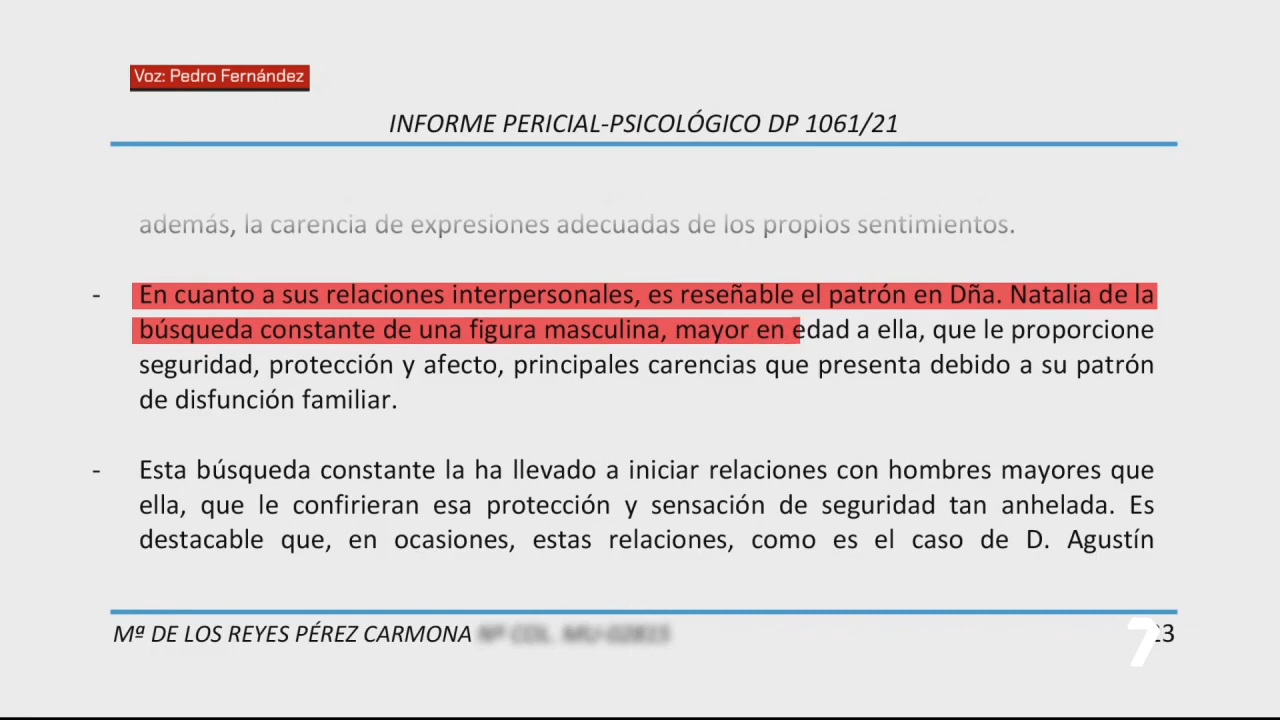 Voz: Pedro Fernández
INFORME PERICIAL-PSICOLÓGICO DP 1061/21
además, la carencia de expresiones adecuadas de los propios sentimientos.
- En cuanto a sus relaciones interpersonales, es reseñable el patrón en Dña. Natalia de la
búsqueda constante de una figura masculina, mayor en edad a ella, que le proporcione
seguridad, protección y afecto, principales carencias que presenta debido a su patrón
de disfunción familiar.
- Esta búsqueda constante la ha llevado a iniciar relaciones con hombres mayores que
ella, que le confirieran esa protección y sensación de seguridad tan anhelada. Es
destacable que, en ocasiones, estas relaciones, como es el caso de D. Agustín
Mª DE LOS REYES PÉREZ CARMONA
7